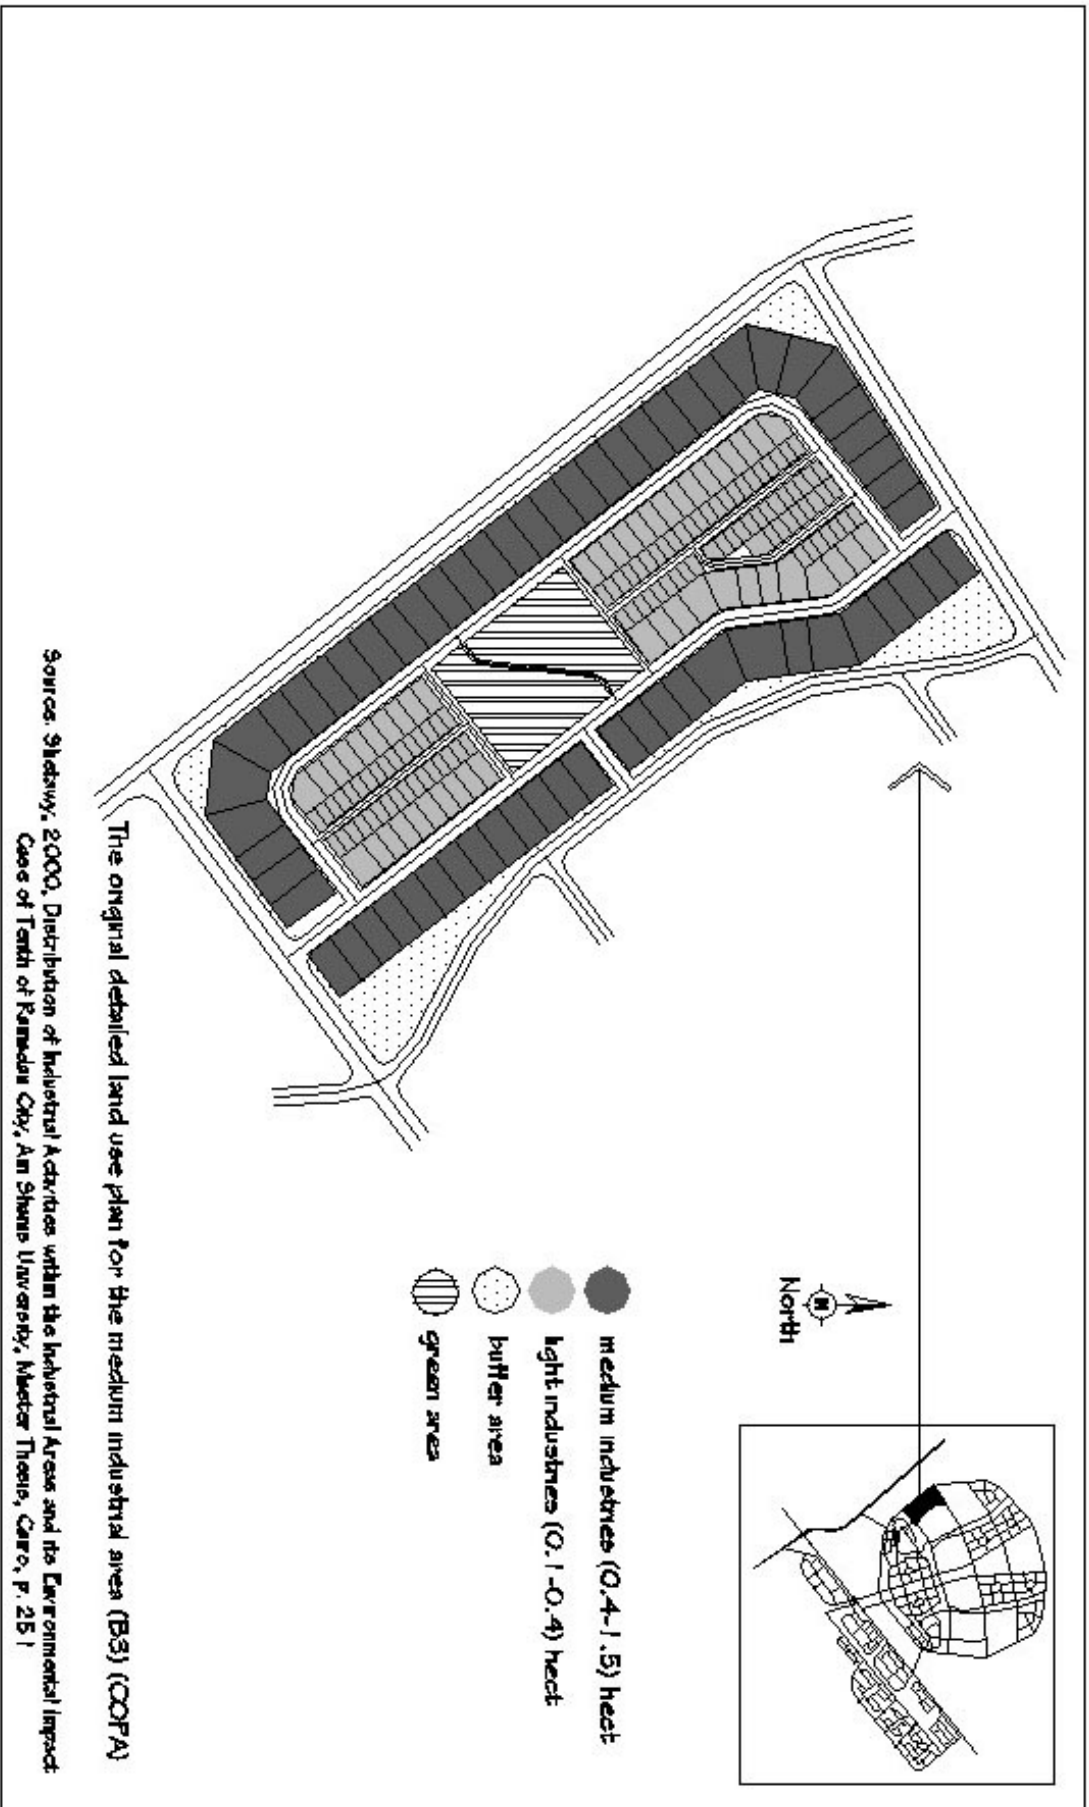 North
medium industries (0.4-1.5) hect
light industries (0.1-0.4) hect
buffer area
green area
The original detailed land use plan for the medium industrial area (B3) (COPA)
Source: Shetawy, 2000, Distribution of Industrial Activities within the Industrial Areas and its Environmental Impact
Case of Tenth of Ramadan City, Ain Shams University, Master Thesis, Cairo, P. 251